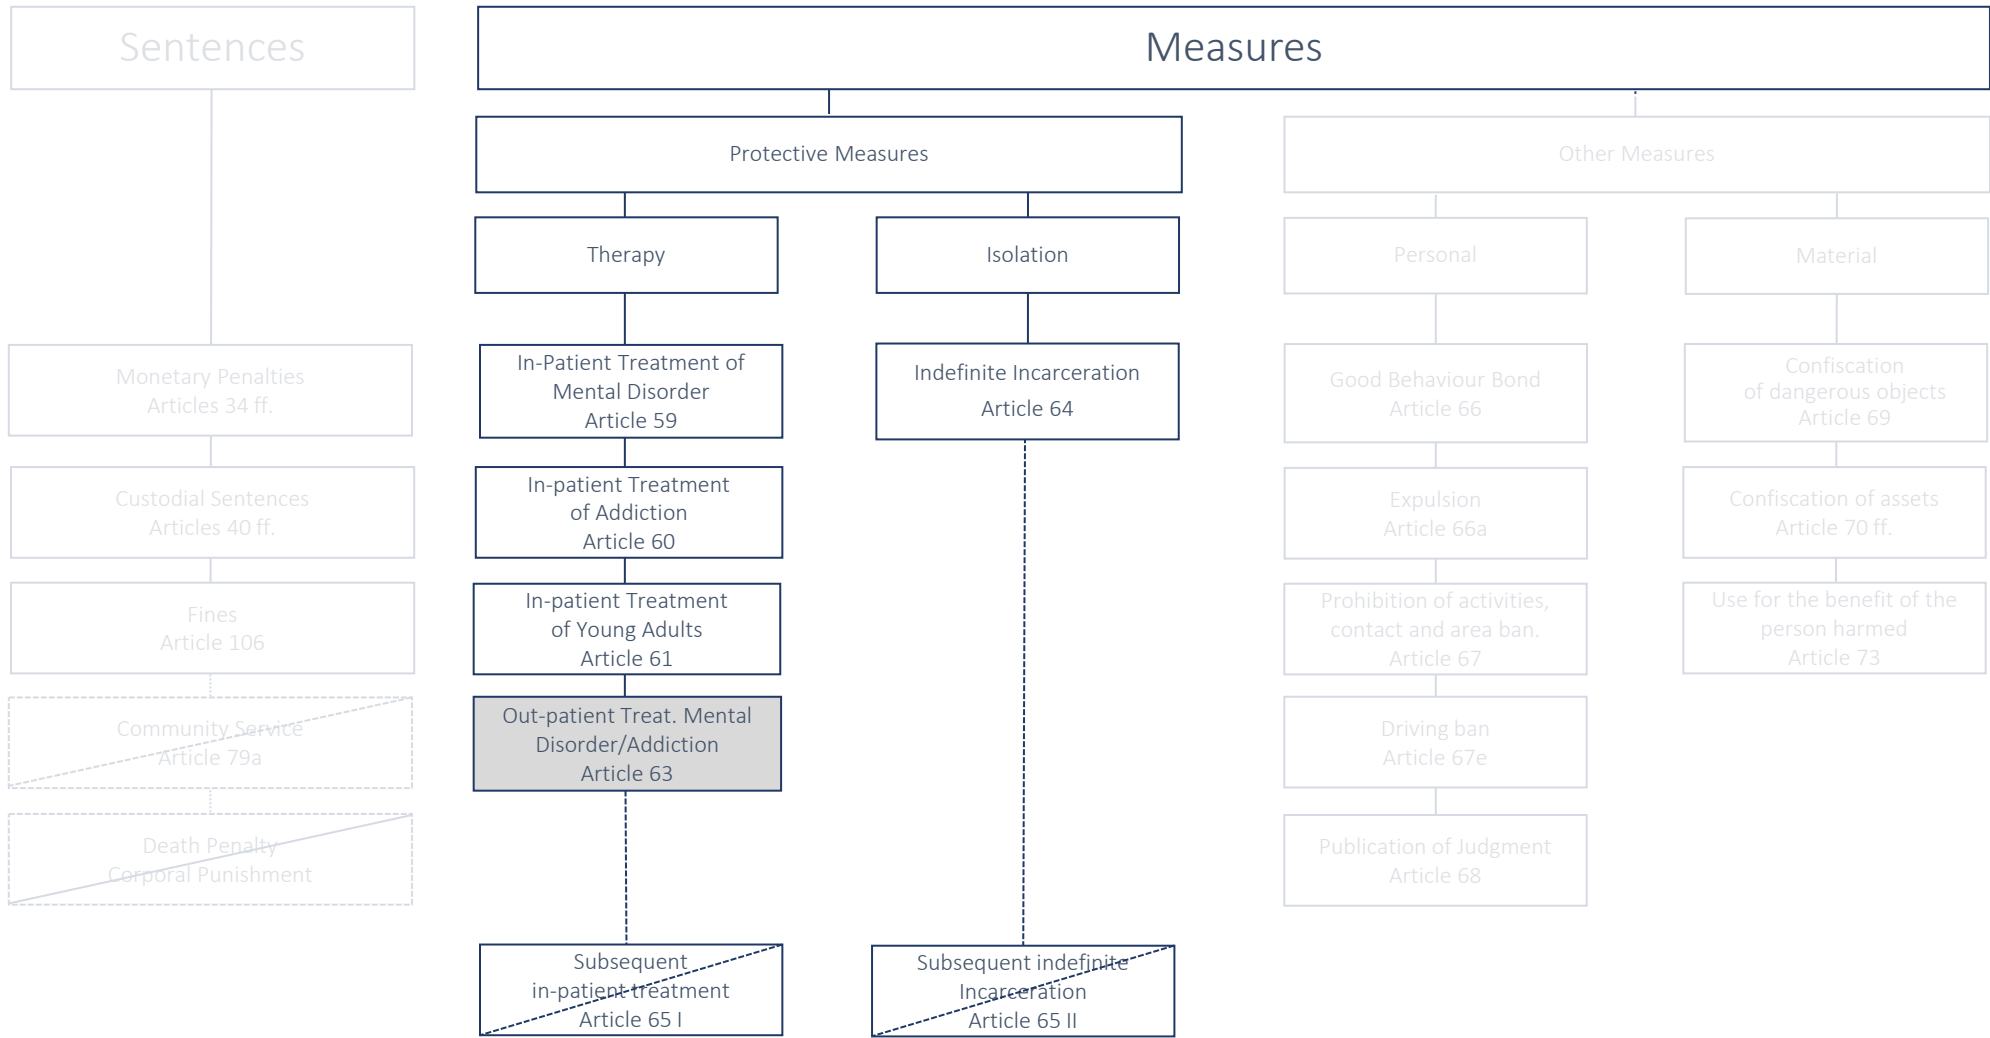 Sentences
Measures
Protective Measures
Other Measures
Therapy
Isolation
Personal
Material
Monetary Penalties
Articles 34 ff.
Custodial Sentences
Articles 40 ff.
Fines
Article 106
Community Service
Article 79a
Death Penalty
Corporal Punishment
In-Patient Treatment of
Mental Disorder
Article 59
In-patient Treatment
of Addiction
Article 60
In-patient Treatment
of Young Adults
Article 61
Out-patient Treat. Mental
Disorder/Addiction
Article 63
Subsequent
in-patient treatment
Article 65 I
Indefinite Incarceration
Article 64
Subsequent indefinite
Incarceration
Article 65 II
Good Behaviour Bond
Article 66
Expulsion
Article 66a
Prohibition of activities,
contact and area ban.
Article 67
Driving ban
Article 67e
Publication of Judgment
Article 68
Confiscation
of dangerous objects
Article 69
Confiscation of assets
Article 70 ff.
Use for the benefit of the
person harmed
Article 73